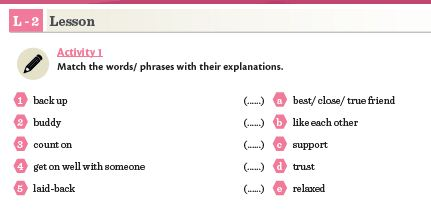 L - 2 Lesson
Activity 1
Match the words/ phrases with their explanations.
1 back up (......) a best/ close/ true friend
2 buddy (......) b like each other
3 count on (......) c support
4 get on well with someone (......) d trust
5 laid-back (......) e relaxed